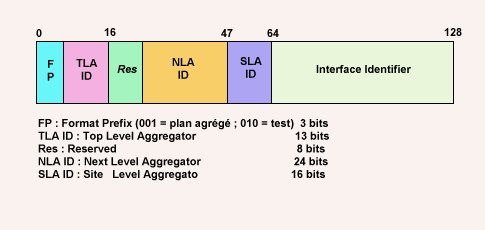 0 16 47 64 128
F P TLA ID Res NLA ID SLA ID Interface Identifier
FP : Format Prefix (001 = plan agrégé ; 010 = test) 3 bits
TLA ID : Top Level Aggregator 13 bits
Res : Reserved 8 bits
NLA ID : Next Level Aggregator 24 bits
SLA ID : Site Level Aggregato 16 bits